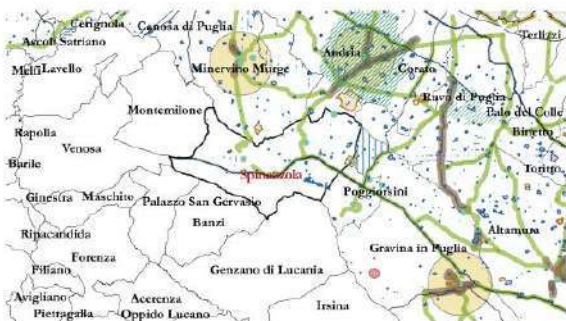 Cerignola
Canosa di Puglia
Terlizzi
Ascoli Satriano
Andria
Melfi
Lavello
Minervino Murge
Corato
Montemilone
Ruvo di Puglia
Palo del Colle
Rapolla
Bitetto
Venosa
Barile
Toritto
Spinazzola
Poggiorsini
Ginestra
Maschito
Palazzo San Gervasio
Banzi
Altamura
Ripacandida
Gravina in Puglia
Forenza
Filiano
Genzano di Lucania
Avigliano
Acerenza
Irsina
Pietragalla
Oppido Lucano